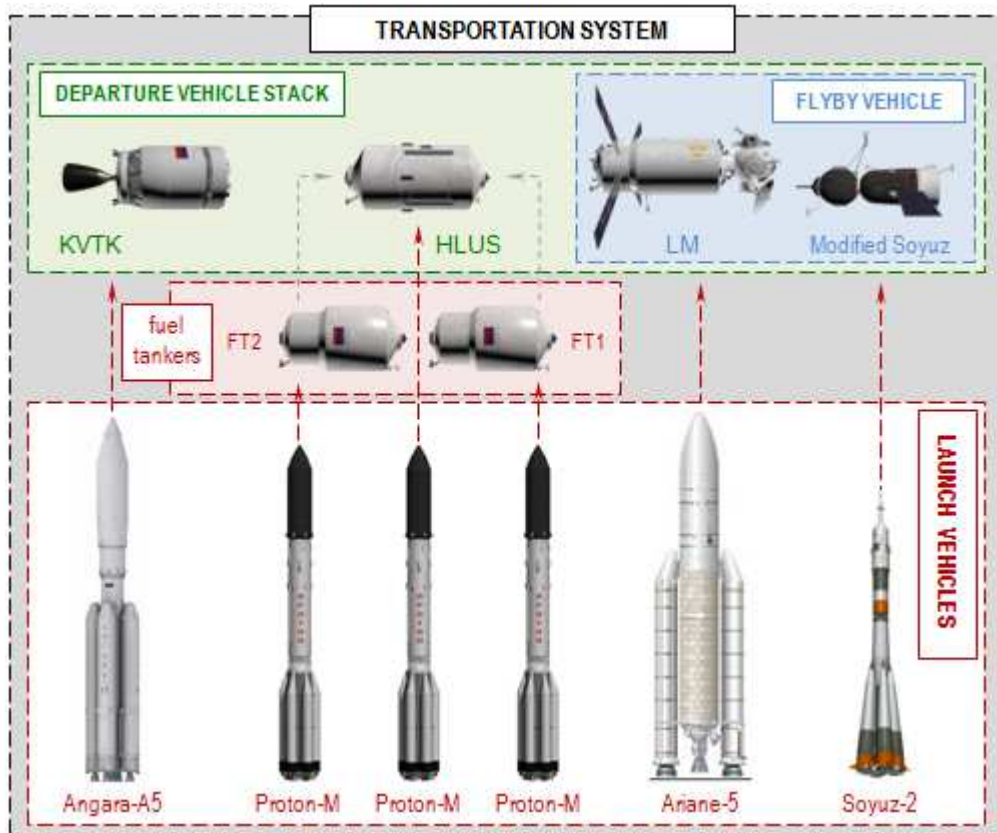 TRANSPORTATION SYSTEM
DEPARTURE VEHICLE STACK
FLYBY VEHICLE
KVTK
HLUS
LM
Modified Soyuz
fuel
tankers
FT2
FT1
LAUNCH VEHICLES
Angara-A5
Proton-M
Proton-M
Proton-M
Ariane-5
Soyuz-2